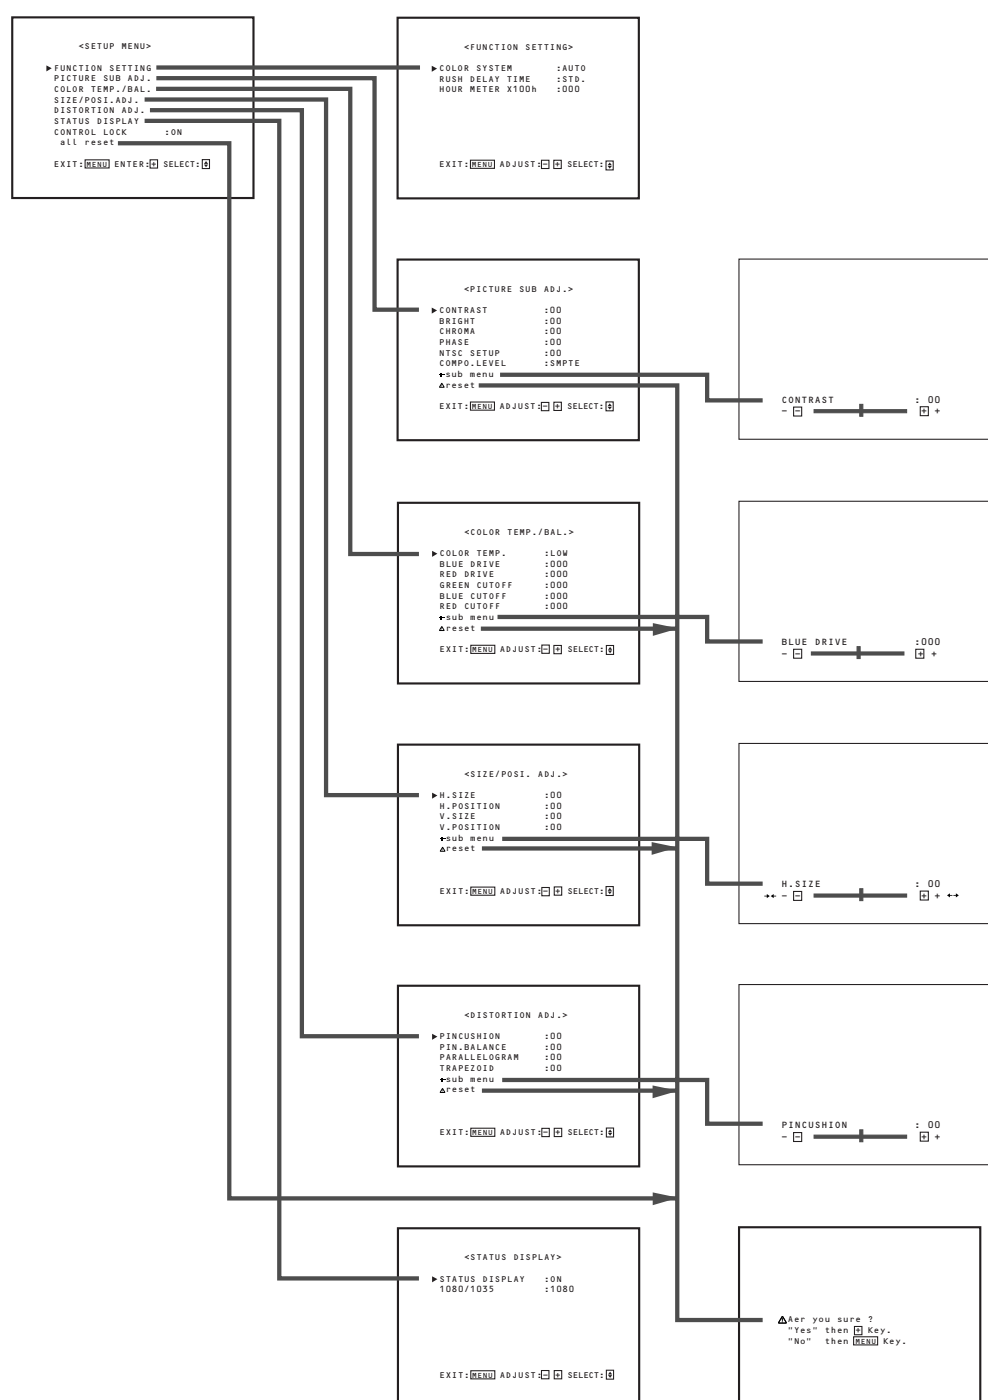 <SETUP MENU>
▶FUNCTION SETTING
PICTURE SUB ADJ.
COLOR TEMP./BAL.
SIZE/POSI.ADJ.
DISTORTION ADJ.
STATUS DISPLAY
CONTROL LOCK :ON
all reset
EXIT:MENU ENTER:+ SELECT:
<FUNCTION SETTING>
▶COLOR SYSTEM :AUTO
RUSH DELAY TIME :STD.
HOUR METER X100h :000
EXIT:MENU ADJUST:- + SELECT:
<PICTURE SUB ADJ.>
▶CONTRAST :00
BRIGHT :00
CHROMA :00
PHASE :00
NTSC SETUP :00
COMPO.LEVEL :SMPTE
+sub menu
△reset
EXIT:MENU ADJUST:- + SELECT:
CONTRAST : 00
- - + +
<COLOR TEMP./BAL.>
▶COLOR TEMP. :LOW
BLUE DRIVE :000
RED DRIVE :000
GREEN CUTOFF :000
BLUE CUTOFF :000
RED CUTOFF :000
+sub menu
△reset
EXIT:MENU ADJUST:- + SELECT:
BLUE DRIVE :000
- - + +
<SIZE/POSI. ADJ.>
▶H.SIZE :00
H.POSITION :00
V.SIZE :00
V.POSITION :00
+sub menu
△reset
EXIT:MENU ADJUST:- + SELECT:
H.SIZE : 00
→← - - + + ↔
<DISTORTION ADJ.>
▶PINCUSHION :00
PIN.BALANCE :00
PARALLELOGRAM :00
TRAPEZOID :00
+sub menu
△reset
EXIT:MENU ADJUST:- + SELECT:
PINCUSHION : 00
- - + +
<STATUS DISPLAY>
▶STATUS DISPLAY :ON
1080/1035 :1080
EXIT:MENU ADJUST:- + SELECT:
⚠Aer you sure ?
"Yes" then + Key.
"No" then MENU Key.